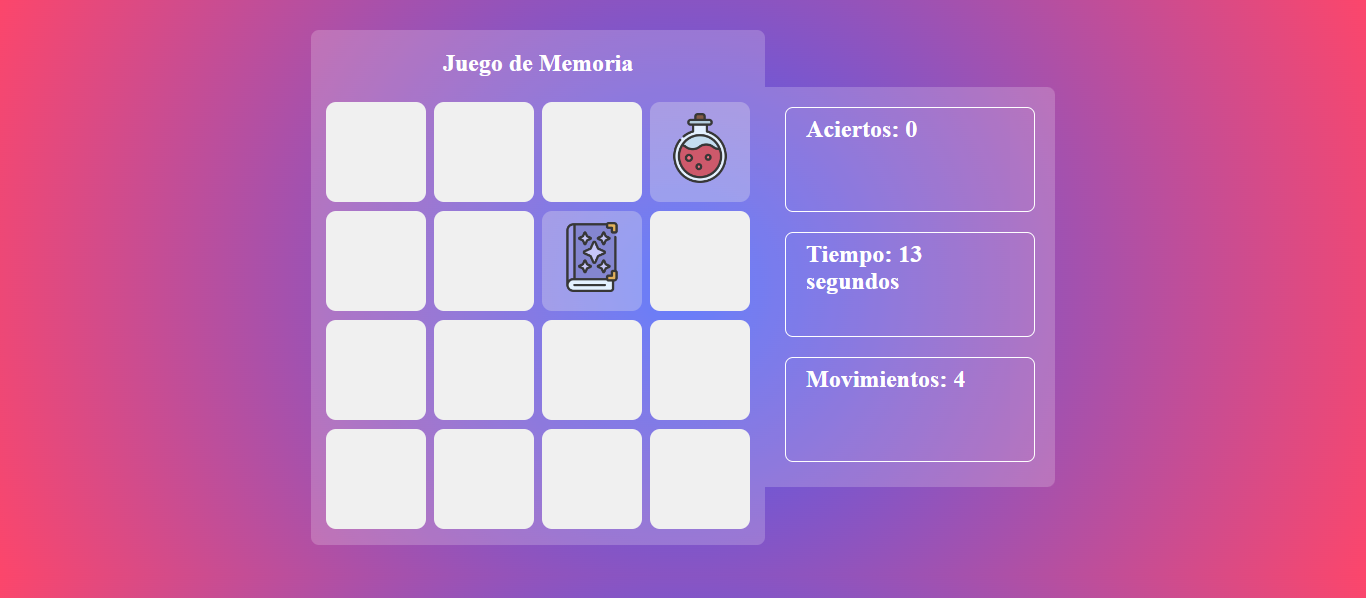 Juego de Memoria
Aciertos: 0
Tiempo: 13
segundos
Movimientos: 4